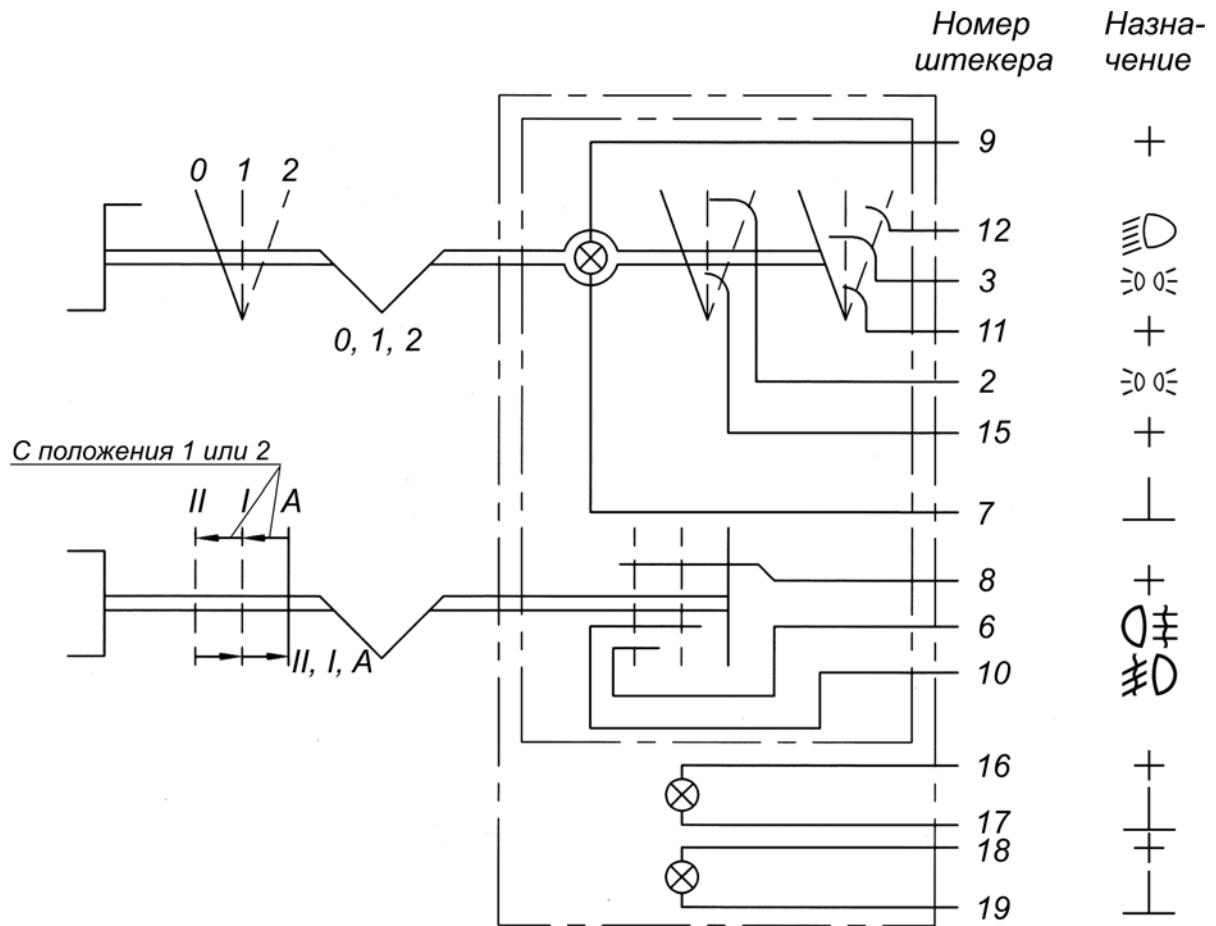 Номер
штекера
Назна-
чение
9
0 1 2
12
3
0, 1, 2
11
2
15
С положения 1 или 2
II I A
7
8
6
II, I, A
10
16
17
18
19